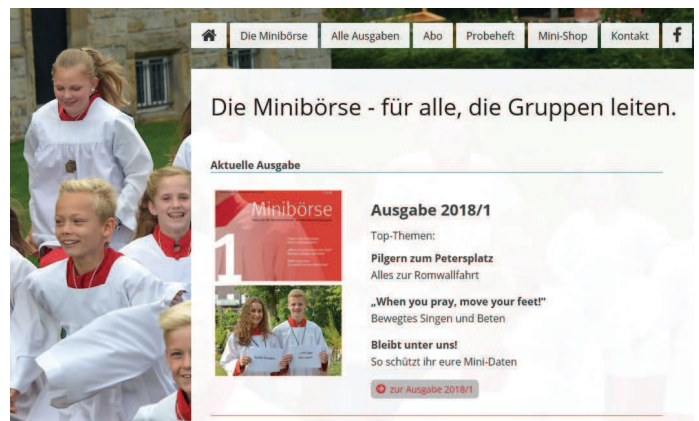 Die Minibörse
Alle Ausgaben
Abo
Probeheft
Mini-Shop
Kontakt
Die Minibörse - für alle, die Gruppen leiten.
Aktuelle Ausgabe
Minibörse
1
Ausgabe 2018/1
Top-Themen:
Pilgern zum Petersplatz
Alles zur Romwallfahrt
„When you pray, move your feet!“
Bewegtes Singen und Beten
Bleibt unter uns!
So schützt ihr eure Mini-Daten
zur Ausgabe 2018/1